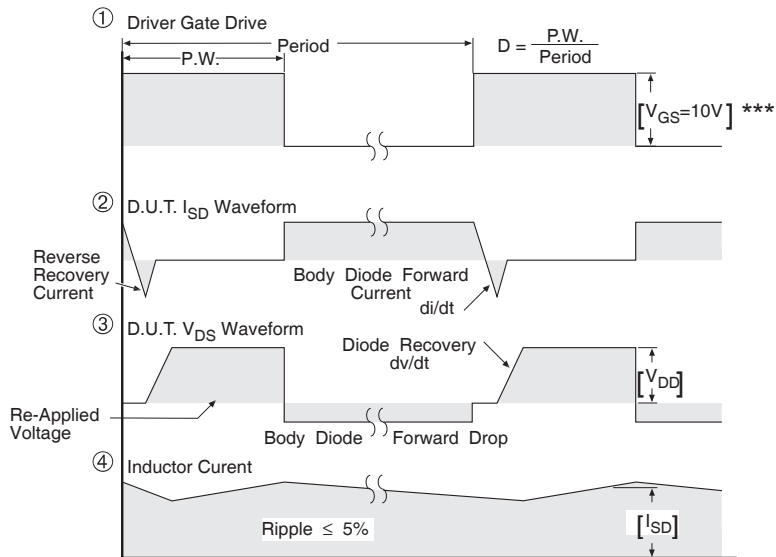 ① Driver Gate Drive
P.W.
Period
D = P.W.
Period
[VGS=10V] ***
② D.U.T. ISD Waveform
Reverse
Recovery
Current
Body Diode Forward
Current
di/dt
③ D.U.T. VDS Waveform
Diode Recovery
dv/dt
[VDD]
Re-Applied
Voltage
Body Diode Forward Drop
④ Inductor Curent
Ripple ≤ 5%
[ISD]